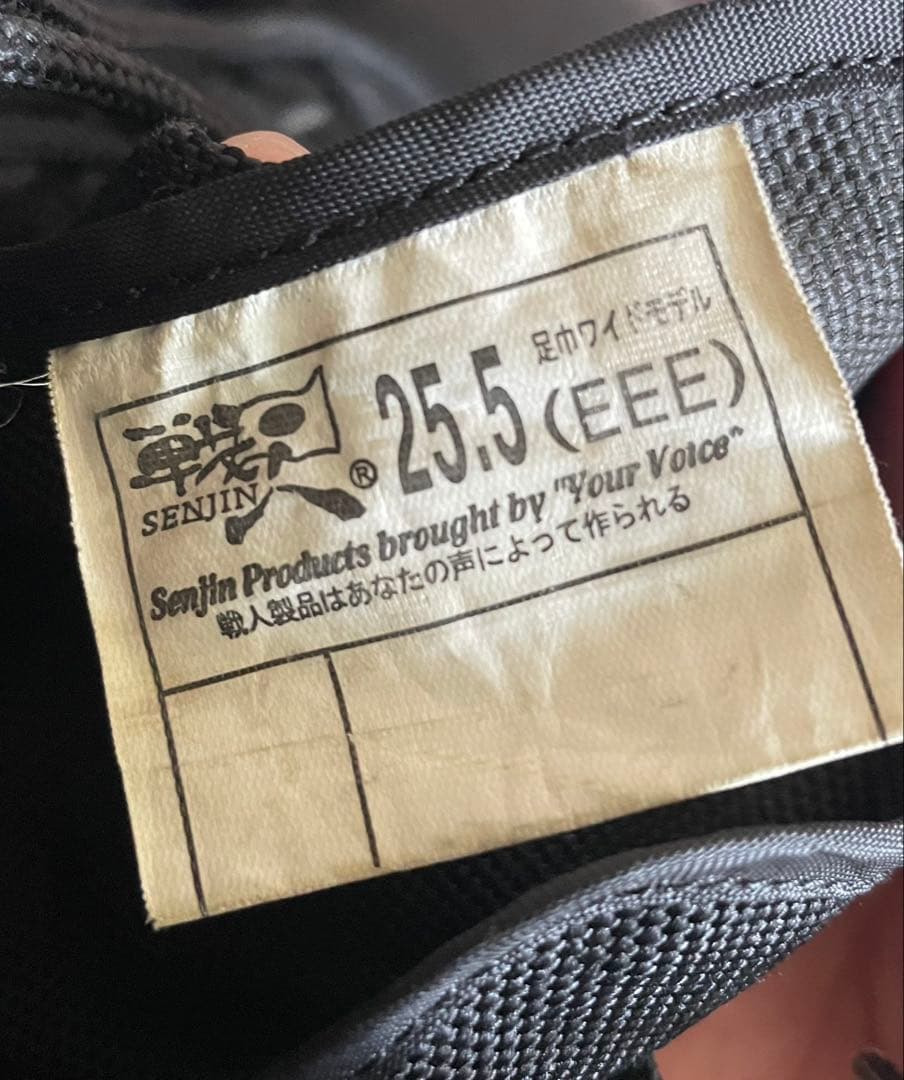 戦人
SENJIN ®
25.5
足巾ワイドモデル
(EEE)
Senjin Products brought by "Your Voice"
戦人製品はあなたの声によって作られる